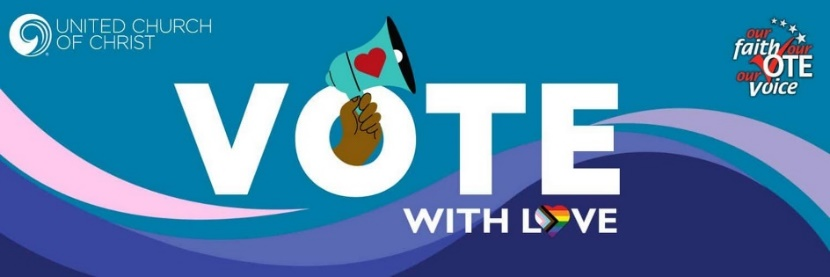 UNITED CHURCH
OF CHRIST
our
faith our
our VOTE
Voice
VOTE
WITH LOVE